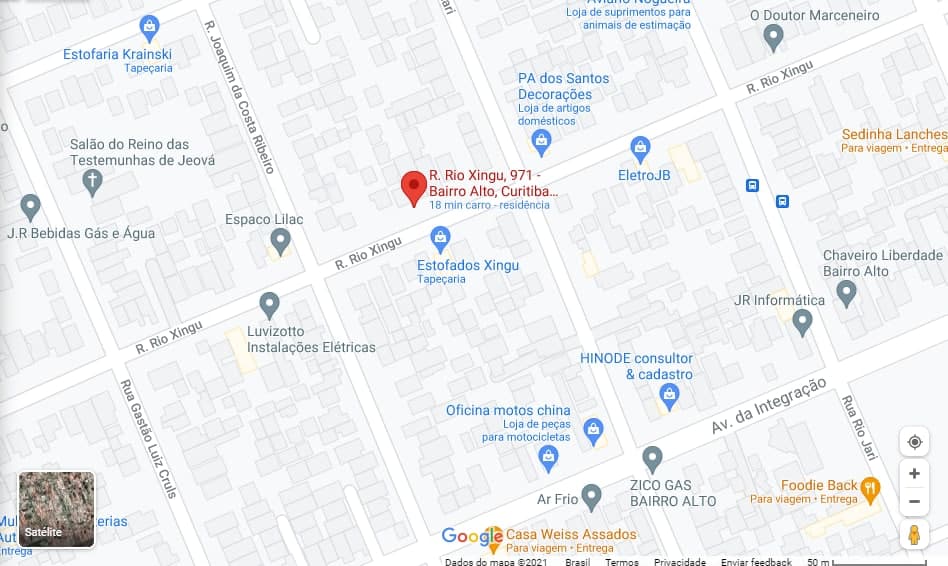 Aviário Nogueira
Loja de suprimentos para
animais de estimação
Jari
O Doutor Marceneiro
Estofaria Krainski
Tapeçaria
R. Joaquim da Costa Ribeiro
R. Rio Xingu
PA dos Santos
Decorações
Loja de artigos
domésticos
Sedinha Lanches
Para viagem • Entrega
Salão do Reino das
Testemunhas de Jeová
EletroJB
R. Rio Xingu, 971 -
Bairro Alto, Curitiba...
18 min carro - residência
J.R Bebidas Gás e Água
Espaco Lilac
R. Rio Xingu
Estofados Xingu
Tapeçaria
Chaveiro Liberdade
Bairro Alto
JR Informática
R. Rio Xingu
Luvizotto
Instalações Elétricas
HINODE consultor
& cadastro
Rua Gastão Luiz Cruls
Av. da Integração
Rua Rio Jari
Oficina motos china
Loja de peças
para motocicletas
ZICO GAS
BAIRRO ALTO
Ar Frio
Foodie Back
Para viagem • Entrega
Satélite
erias
Entrega
Google
Casa Weiss Assados
Para viagem • Entrega
Dados do mapa ©2021 Brasil Termos Privacidade Enviar feedback 50 m